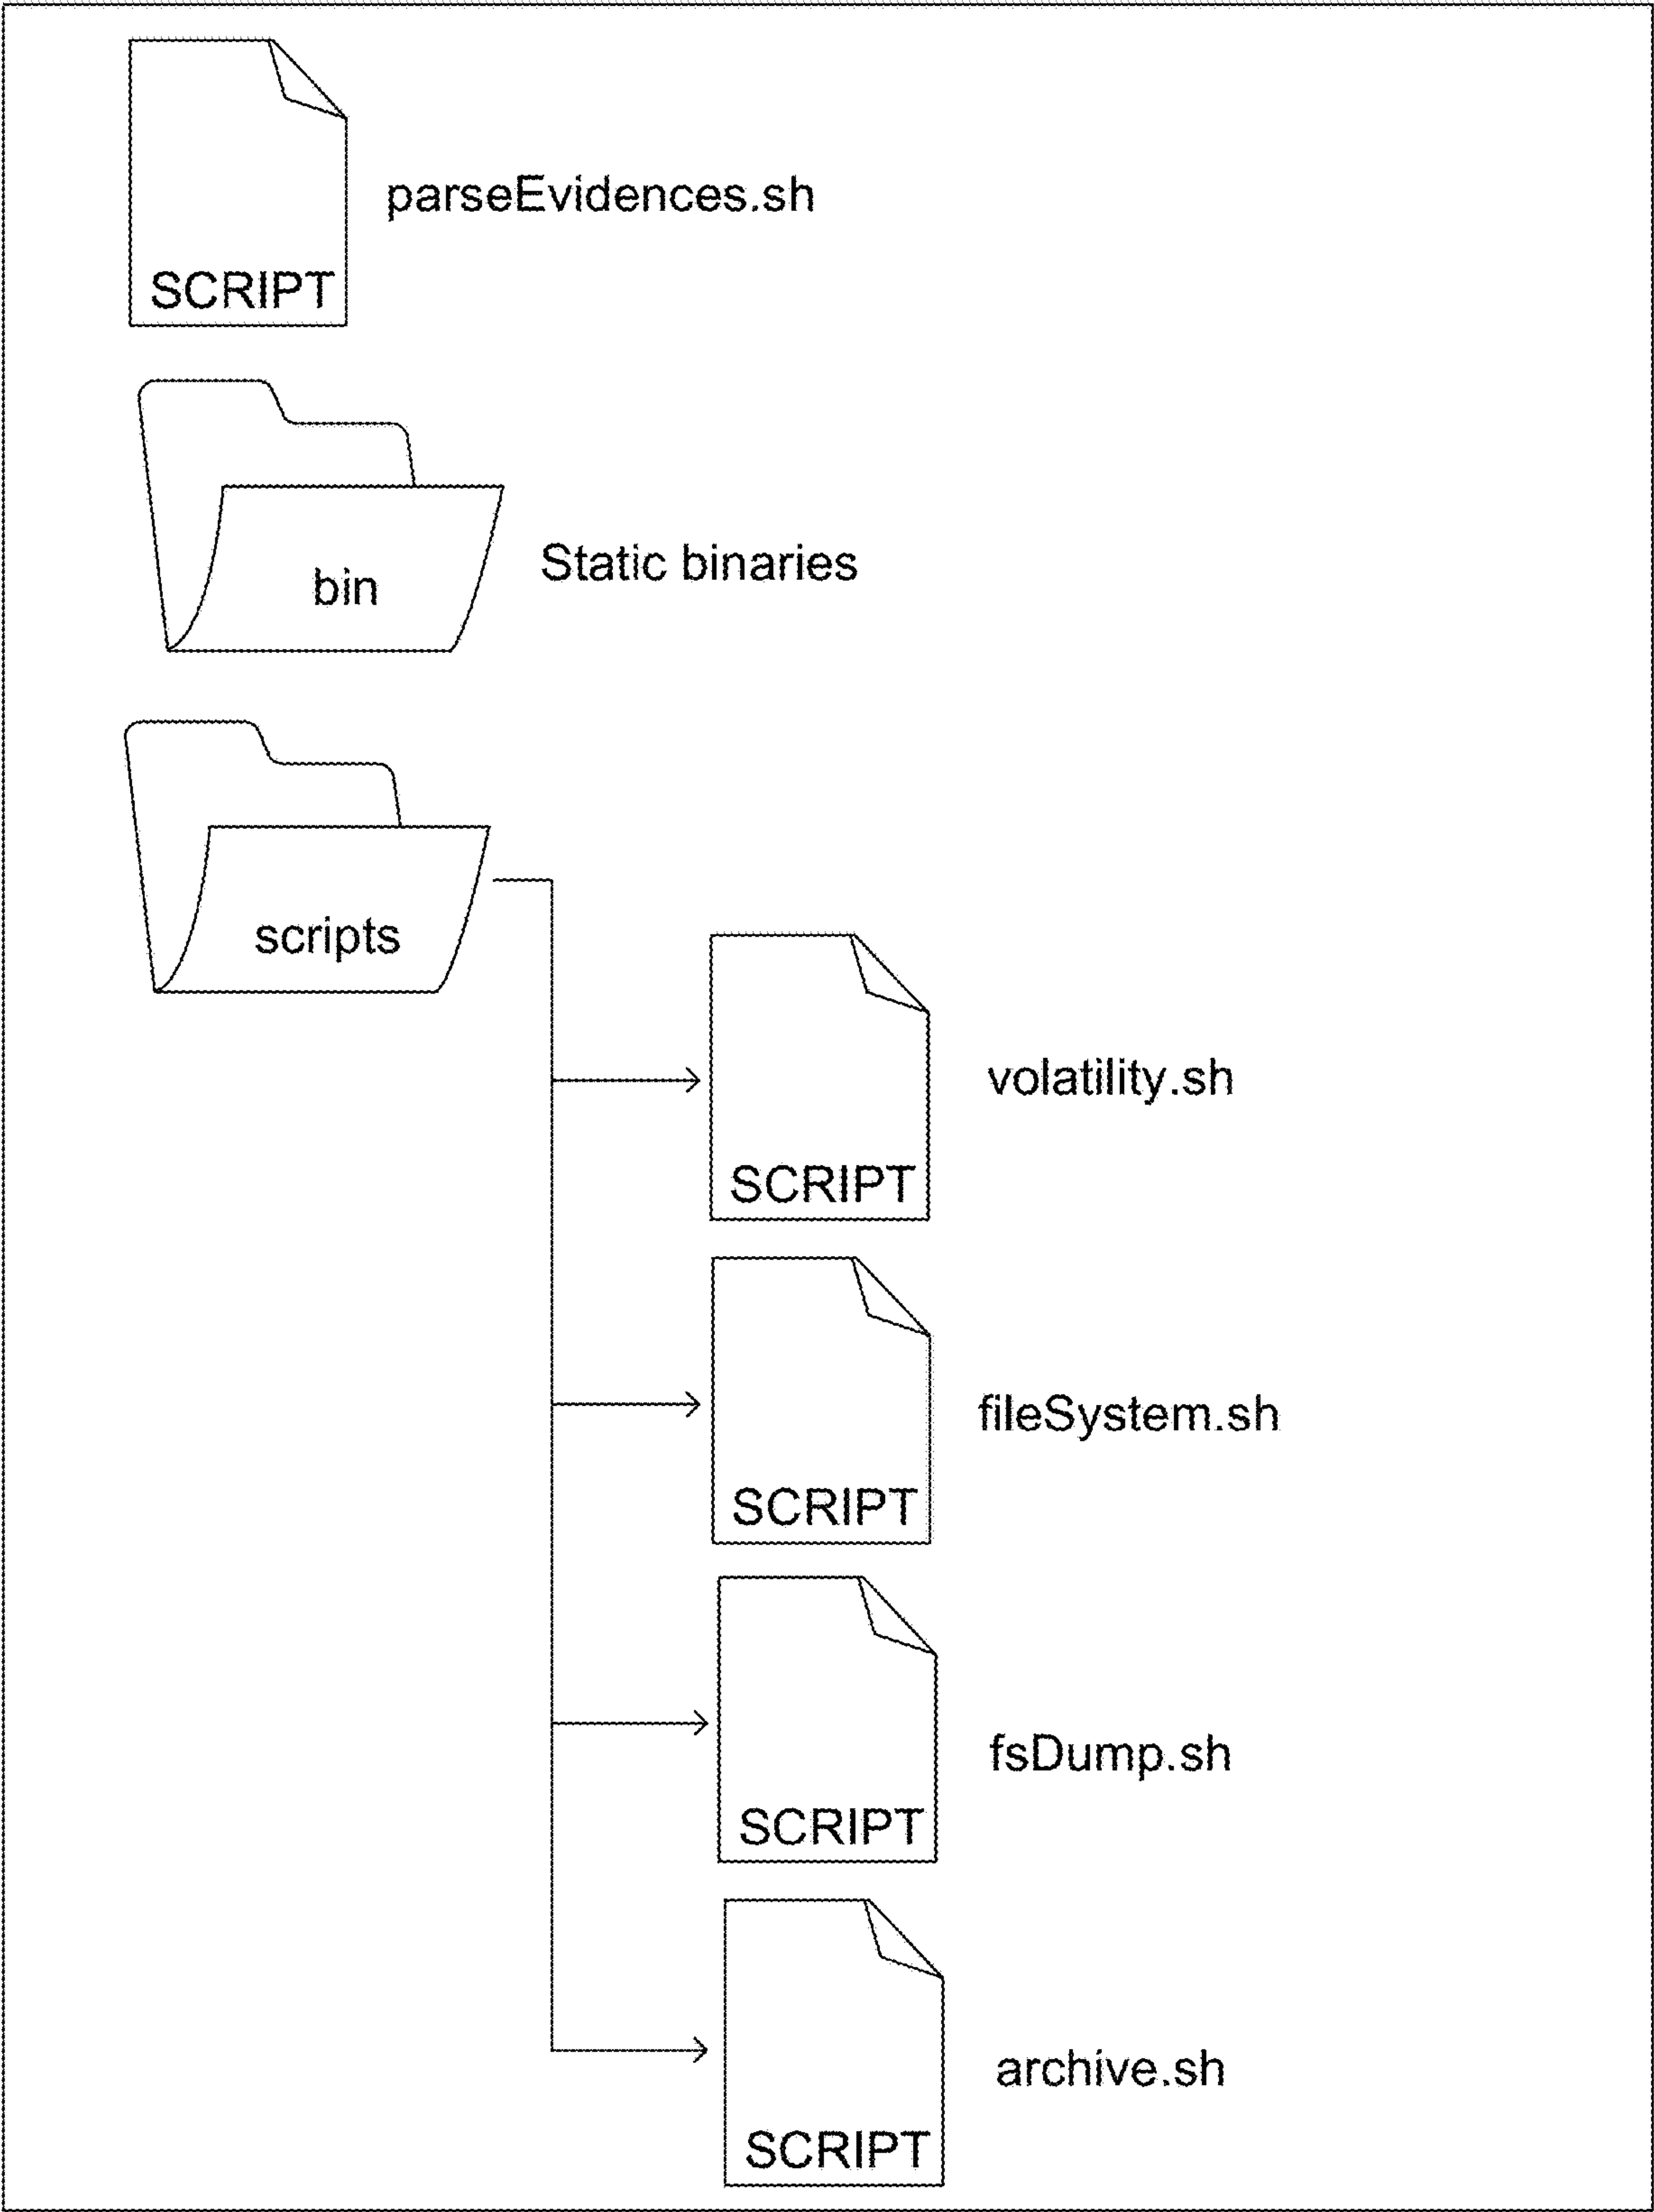 parseEvidences.sh
SCRIPT
bin
Static binaries
scripts
volatility.sh
SCRIPT
fileSystem.sh
SCRIPT
fsDump.sh
SCRIPT
archive.sh
SCRIPT